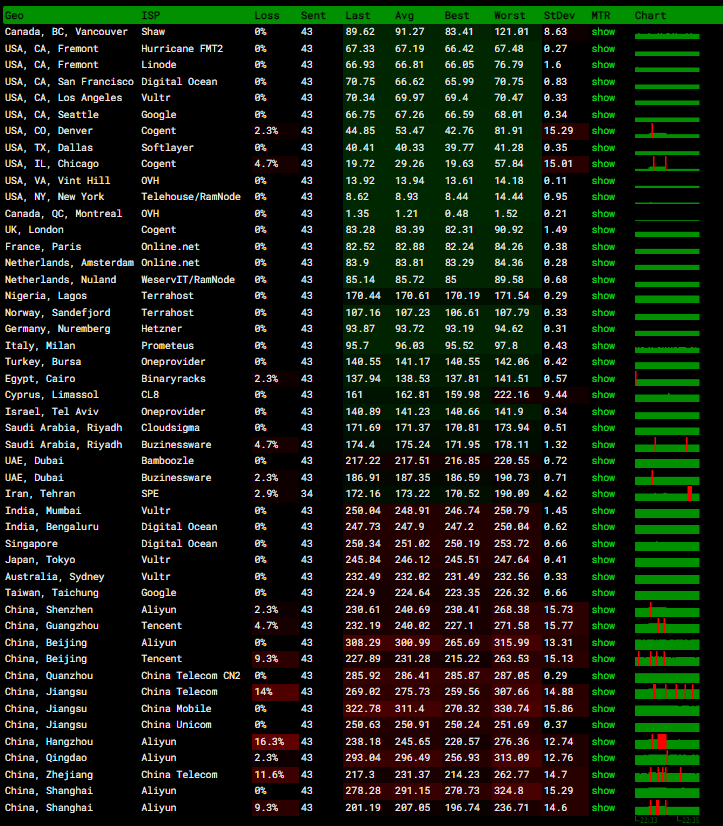 Geo ISP Loss Sent Last Avg Best Worst StDev MTR Chart
Canada, BC, Vancouver Shaw 0% 43 89.62 91.27 83.41 121.01 8.63 show
USA, CA, Fremont Hurricane FMT2 0% 43 67.33 67.19 66.42 67.48 0.27 show
USA, CA, Fremont Linode 0% 43 66.93 66.81 66.05 76.79 1.6 show
USA, CA, San Francisco Digital Ocean 0% 43 70.75 66.62 65.99 70.75 0.83 show
USA, CA, Los Angeles Vultr 0% 43 70.34 69.97 69.4 70.47 0.33 show
USA, CA, Seattle Google 0% 43 66.75 67.26 66.59 68.01 0.34 show
USA, CO, Denver Cogent 2.3% 43 44.85 53.47 42.76 81.91 15.29 show
USA, TX, Dallas Softlayer 0% 43 40.41 40.33 39.77 41.28 0.35 show
USA, IL, Chicago Cogent 4.7% 43 19.72 29.26 19.63 57.84 15.01 show
USA, VA, Vint Hill OVH 0% 43 13.92 13.94 13.61 14.18 0.11 show
USA, NY, New York Telehouse/RamNode 0% 43 8.62 8.93 8.44 14.44 0.95 show
Canada, QC, Montreal OVH 0% 43 1.35 1.21 0.48 1.52 0.21 show
UK, London Cogent 0% 43 83.28 83.39 82.31 90.92 1.49 show
France, Paris Online.net 0% 43 82.52 82.88 82.24 84.26 0.38 show
Netherlands, Amsterdam Online.net 0% 43 83.9 83.81 83.29 84.36 0.28 show
Netherlands, Nuland WeservIT/RamNode 0% 43 85.14 85.72 85 89.58 0.68 show
Nigeria, Lagos Terrahost 0% 43 170.44 170.61 170.19 171.54 0.29 show
Norway, Sandefjord Terrahost 0% 43 107.16 107.23 106.61 107.79 0.33 show
Germany, Nuremberg Hetzner 0% 43 93.87 93.72 93.19 94.62 0.31 show
Italy, Milan Prometeus 0% 43 95.7 96.03 95.52 97.8 0.43 show
Turkey, Bursa Oneprovider 0% 43 140.55 141.17 140.55 142.06 0.42 show
Egypt, Cairo Binaryracks 2.3% 43 137.94 138.53 137.81 141.51 0.57 show
Cyprus, Limassol CL8 0% 43 161 162.81 159.98 222.16 9.44 show
Israel, Tel Aviv Oneprovider 0% 43 140.89 141.23 140.66 141.9 0.34 show
Saudi Arabia, Riyadh Cloudsigma 0% 43 171.69 171.37 170.81 173.94 0.51 show
Saudi Arabia, Riyadh Buzinessware 4.7% 43 174.4 175.24 171.95 178.11 1.32 show
UAE, Dubai Bamboozle 0% 43 217.22 217.51 216.85 220.55 0.72 show
UAE, Dubai Buzinessware 2.3% 43 186.91 187.35 186.59 190.73 0.71 show
Iran, Tehran SPE 2.9% 34 172.16 173.22 170.52 190.09 4.62 show
India, Mumbai Vultr 0% 43 250.04 248.91 246.74 250.79 1.45 show
India, Bengaluru Digital Ocean 0% 43 247.73 247.9 247.2 250.04 0.62 show
Singapore Digital Ocean 0% 43 250.34 251.02 250.19 253.72 0.66 show
Japan, Tokyo Vultr 0% 43 245.84 246.12 245.51 247.64 0.41 show
Australia, Sydney Vultr 0% 43 232.49 232.02 231.49 232.56 0.33 show
Taiwan, Taichung Google 0% 43 224.9 224.64 223.35 226.32 0.66 show
China, Shenzhen Aliyun 2.3% 43 230.61 240.69 230.41 268.38 15.73 show
China, Guangzhou Tencent 4.7% 43 232.19 240.02 227.1 271.58 15.77 show
China, Beijing Aliyun 0% 43 308.29 300.99 265.69 315.99 13.31 show
China, Beijing Tencent 9.3% 43 227.89 231.28 215.22 263.53 15.13 show
China, Quanzhou China Telecom CN2 0% 43 285.92 286.41 285.87 287.05 0.29 show
China, Jiangsu China Telecom 14% 43 269.02 275.73 259.56 307.66 14.88 show
China, Jiangsu China Mobile 0% 43 322.78 311.4 270.32 330.74 15.86 show
China, Jiangsu China Unicom 0% 43 250.63 250.91 250.24 251.69 0.37 show
China, Hangzhou Aliyun 16.3% 43 238.18 245.65 220.57 276.36 12.74 show
China, Qingdao Aliyun 2.3% 43 293.04 296.49 256.93 313.09 12.76 show
China, Zhejiang China Telecom 11.6% 43 217.3 231.37 214.23 262.77 14.7 show
China, Shanghai Aliyun 0% 43 278.28 291.15 270.73 324.8 15.29 show
China, Shanghai Aliyun 9.3% 43 201.19 207.05 196.74 236.71 14.6 show